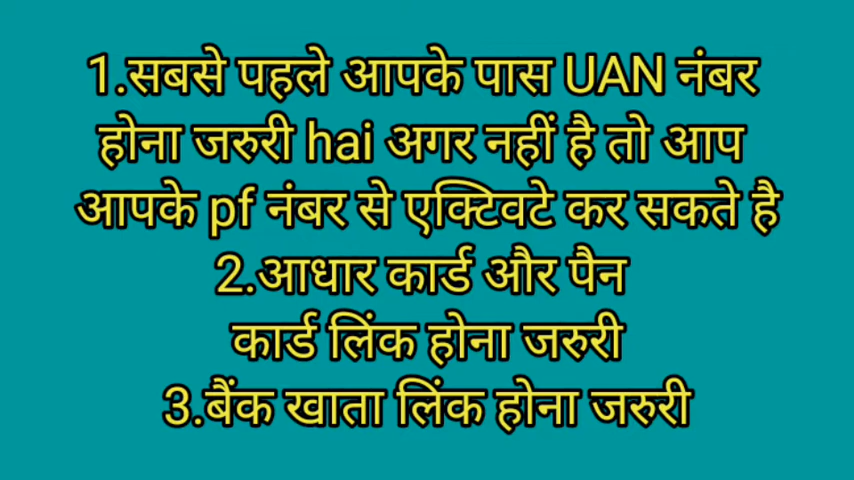 1.सबसे पहले आपके पास UAN नंबर
होना जरुरी hai अगर नहीं है तो आप
आपके pf नंबर से एक्टिवटे कर सकते है
2.आधार कार्ड और पैन
कार्ड लिंक होना जरुरी
3.बैंक खाता लिंक होना जरुरी